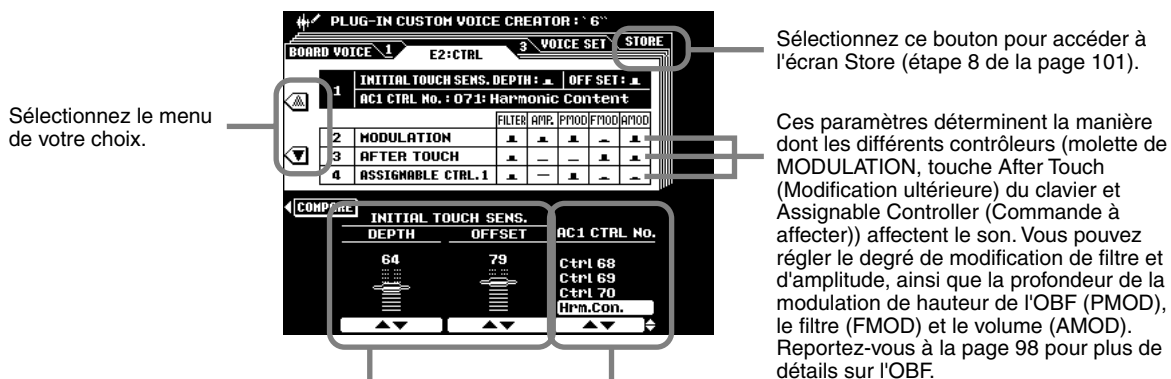 PLUG-IN CUSTOM VOICE CREATOR : ` 6``
BOARD VOICE 1 E2:CTRL 3 VOICE SET STORE
1 INITIAL TOUCH SENS. DEPTH : OFF SET :
AC1 CTRL No. : 071: Harmonic Content
FILTER AMP. PMOD FMOD AMOD
2 MODULATION
3 AFTER TOUCH
4 ASSIGNABLE CTRL.1
COMPARE
INITIAL TOUCH SENS.
DEPTH OFFSET AC1 CTRL No.
64 79
Ctrl 68
Ctrl 69
Ctrl 70
Hrm.Con.
Sélectionnez le menu
de votre choix.
Sélectionnez ce bouton pour accéder à
l'écran Store (étape 8 de la page 101).
Ces paramètres déterminent la manière
dont les différents contrôleurs (molette de
MODULATION, touche After Touch
(Modification ultérieure) du clavier et
Assignable Controller (Commande à
affecter)) affectent le son. Vous pouvez
régler le degré de modification de filtre et
d'amplitude, ainsi que la profondeur de la
modulation de hauteur de l'OBF (PMOD),
le filtre (FMOD) et le volume (AMOD).
Reportez-vous à la page 98 pour plus de
détails sur l'OBF.